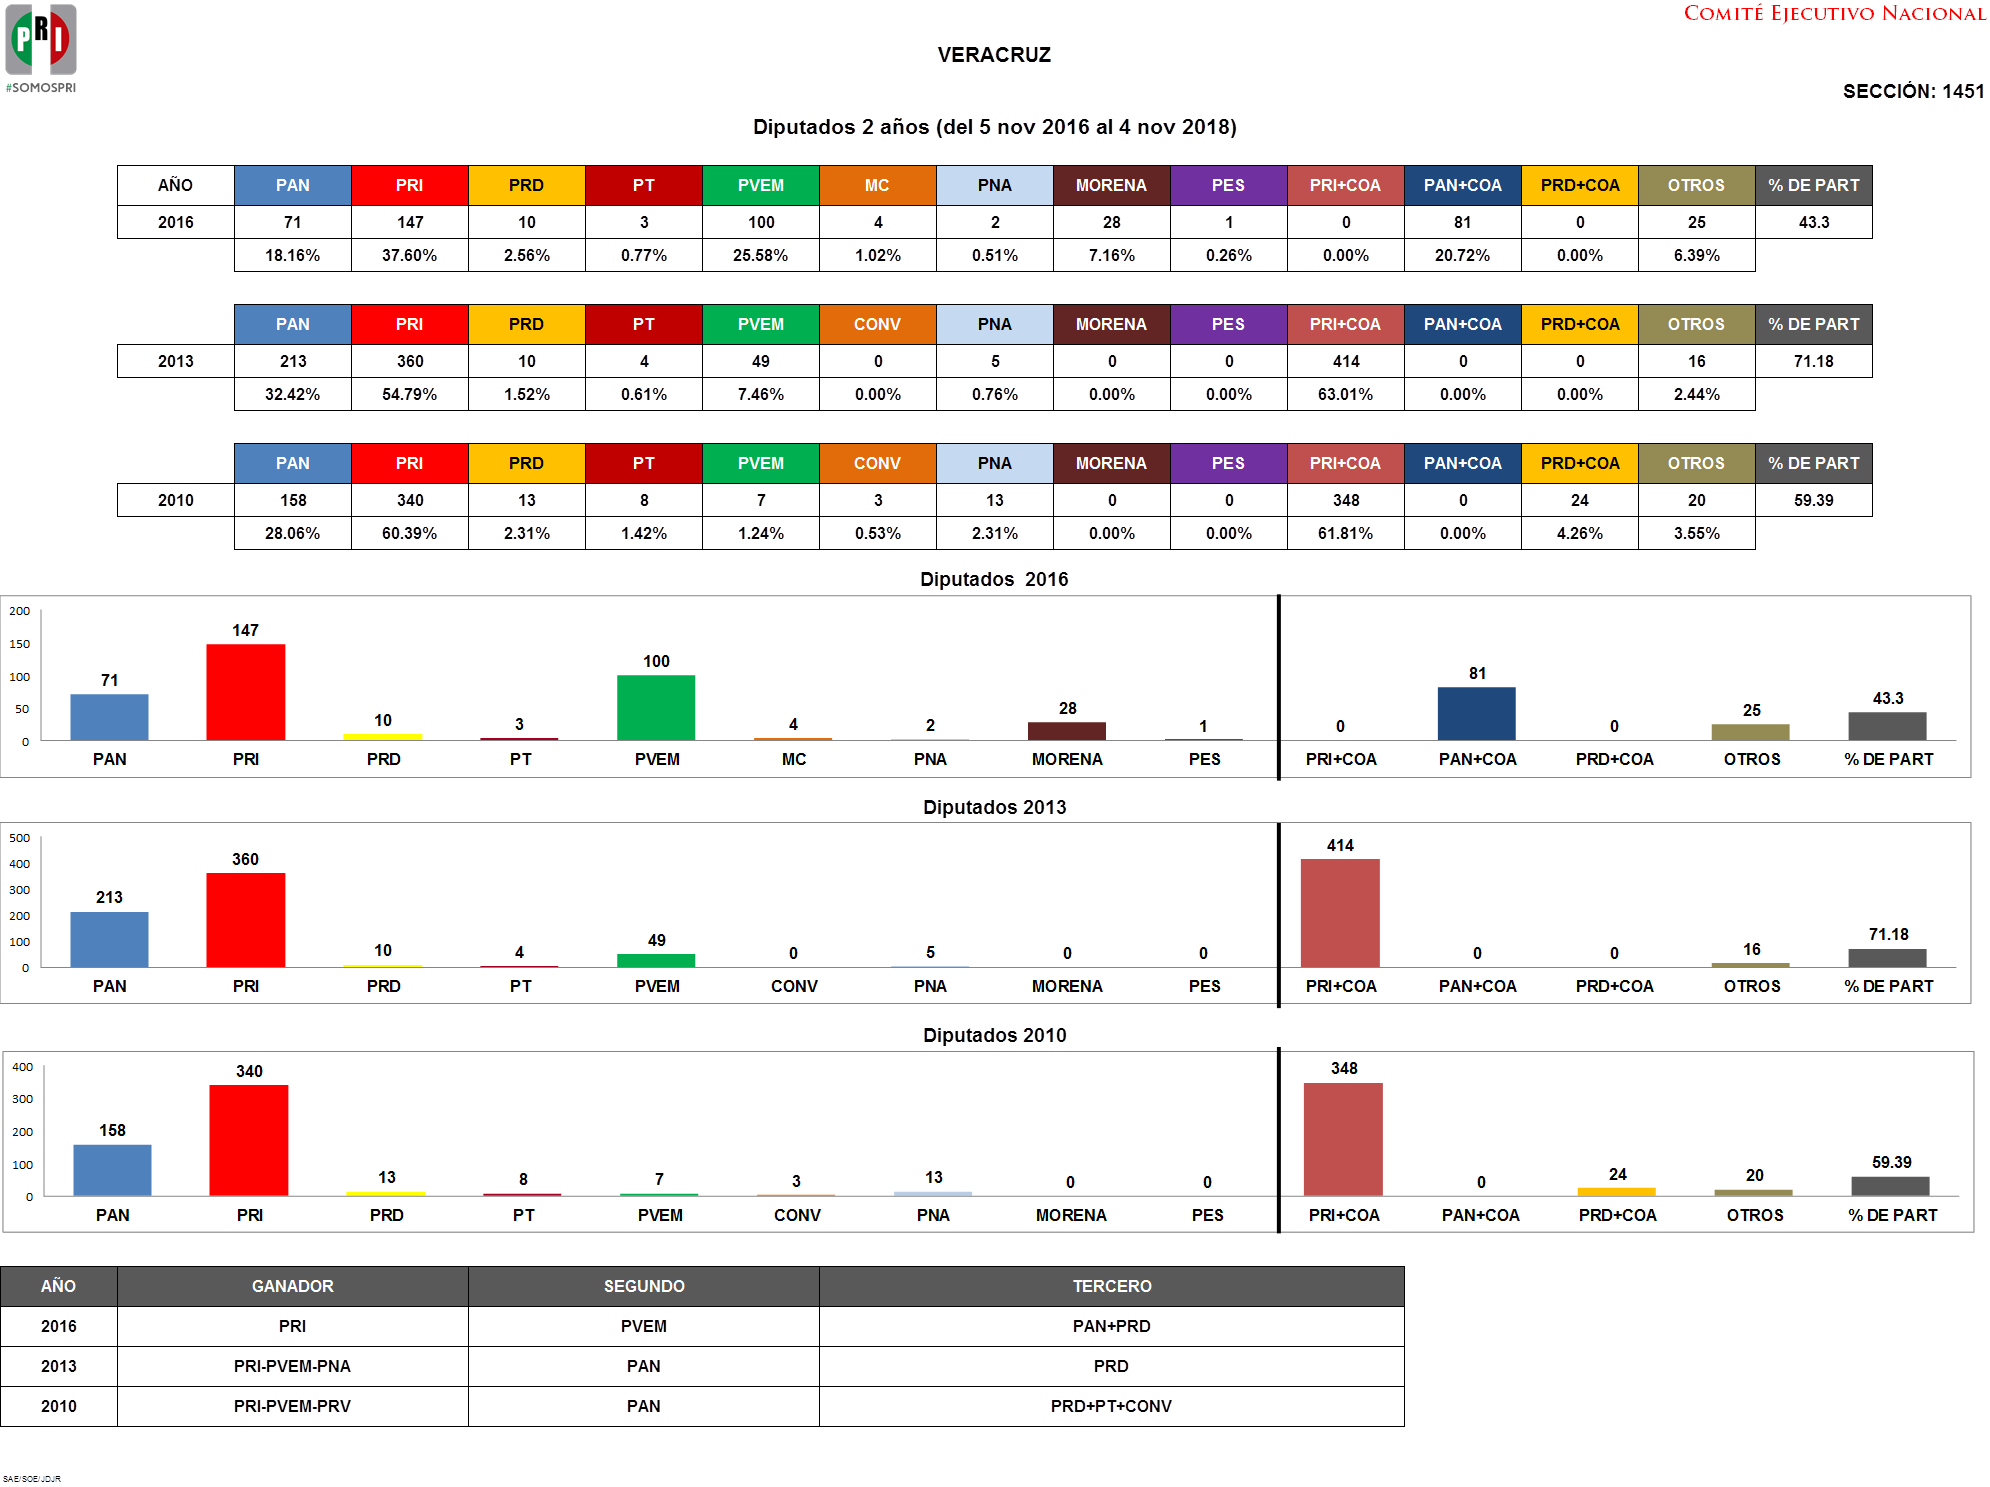 PRI
#SOMOSPRI
COMITÉ EJECUTIVO NACIONAL
VERACRUZ
SECCIÓN: 1451
Diputados 2 años (del 5 nov 2016 al 4 nov 2018)
AÑO PAN PRI PRD PT PVEM MC PNA MORENA PES PRI+COA PAN+COA PRD+COA OTROS % DE PART
2016 71 147 10 3 100 4 2 28 1 0 81 0 25 43.3
18.16% 37.60% 2.56% 0.77% 25.58% 1.02% 0.51% 7.16% 0.26% 0.00% 20.72% 0.00% 6.39%
PAN PRI PRD PT PVEM CONV PNA MORENA PES PRI+COA PAN+COA PRD+COA OTROS % DE PART
2013 213 360 10 4 49 0 5 0 0 414 0 0 16 71.18
32.42% 54.79% 1.52% 0.61% 7.46% 0.00% 0.76% 0.00% 0.00% 63.01% 0.00% 0.00% 2.44%
PAN PRI PRD PT PVEM CONV PNA MORENA PES PRI+COA PAN+COA PRD+COA OTROS % DE PART
2010 158 340 13 8 7 3 13 0 0 348 0 24 20 59.39
28.06% 60.39% 2.31% 1.42% 1.24% 0.53% 2.31% 0.00% 0.00% 61.81% 0.00% 4.26% 3.55%
Diputados 2016
200
150
100
50
0
71 147 10 3 100 4 2 28 1 0 81 0 25 43.3
PAN PRI PRD PT PVEM MC PNA MORENA PES PRI+COA PAN+COA PRD+COA OTROS % DE PART
Diputados 2013
500
400
300
200
100
0
213 360 10 4 49 0 5 0 0 414 0 0 16 71.18
PAN PRI PRD PT PVEM CONV PNA MORENA PES PRI+COA PAN+COA PRD+COA OTROS % DE PART
Diputados 2010
400
300
200
100
0
158 340 13 8 7 3 13 0 0 348 0 24 20 59.39
PAN PRI PRD PT PVEM CONV PNA MORENA PES PRI+COA PAN+COA PRD+COA OTROS % DE PART
AÑO GANADOR SEGUNDO TERCERO
2016 PRI PVEM PAN+PRD
2013 PRI-PVEM-PNA PAN PRD
2010 PRI-PVEM-PRV PAN PRD+PT+CONV
SAE/SOE/JDJR